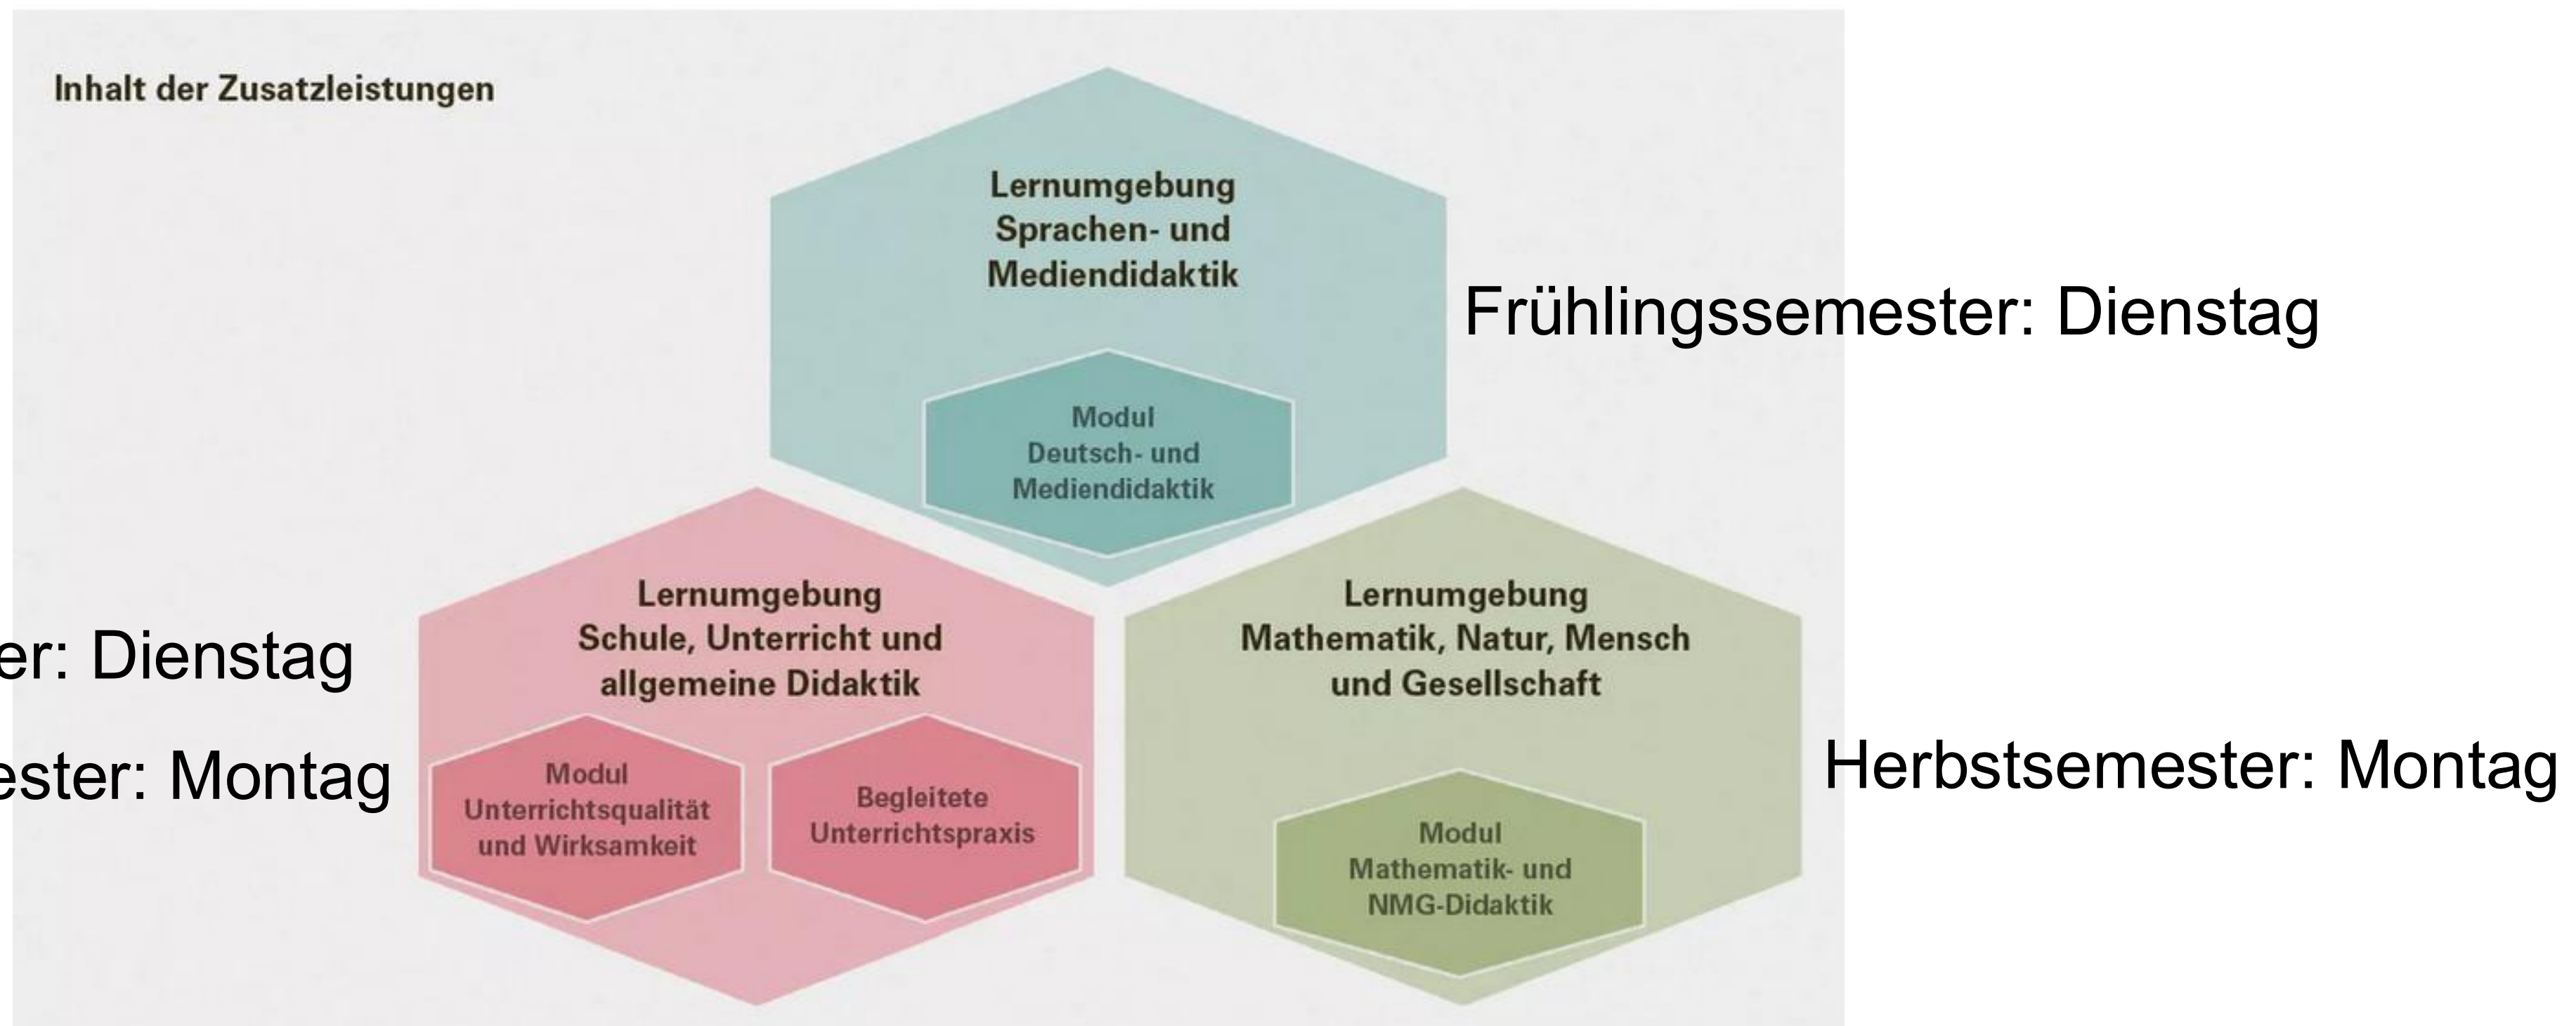 Inhalt der Zusatzleistungen
Lernumgebung
Sprachen- und
Mediendidaktik
Frühlingssemester: Dienstag
Modul
Deutsch- und
Mediendidaktik
er: Dienstag
ester: Montag
Lernumgebung
Schule, Unterricht und
allgemeine Didaktik
Modul
Unterrichtsqualität
und Wirksamkeit
Begleitete
Unterrichtspraxis
Lernumgebung
Mathematik, Natur, Mensch
und Gesellschaft
Herbstsemester: Montag
Modul
Mathematik- und
NMG-Didaktik